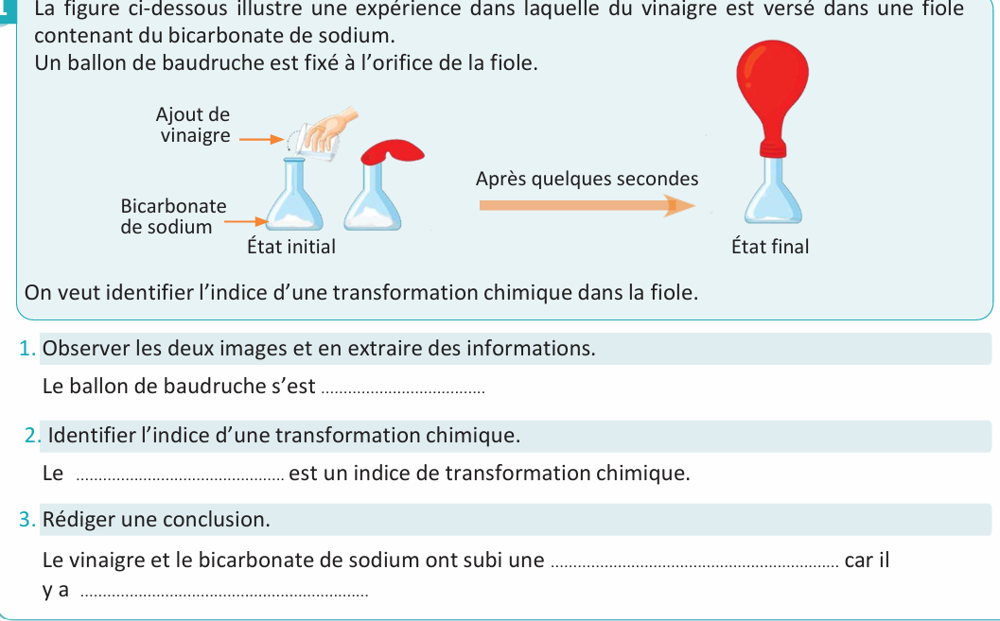 1
La figure ci-dessous illustre une expérience dans laquelle du vinaigre est versé dans une fiole
contenant du bicarbonate de sodium.
Un ballon de baudruche est fixé à l’orifice de la fiole.
Ajout de
vinaigre
Après quelques secondes
Bicarbonate
de sodium
État initial
État final
On veut identifier l’indice d’une transformation chimique dans la fiole.
1. Observer les deux images et en extraire des informations.
Le ballon de baudruche s’est .....................................
2. Identifier l’indice d’une transformation chimique.
Le ............................................... est un indice de transformation chimique.
3. Rédiger une conclusion.
Le vinaigre et le bicarbonate de sodium ont subi une ................................................................. car il
y a .................................................................